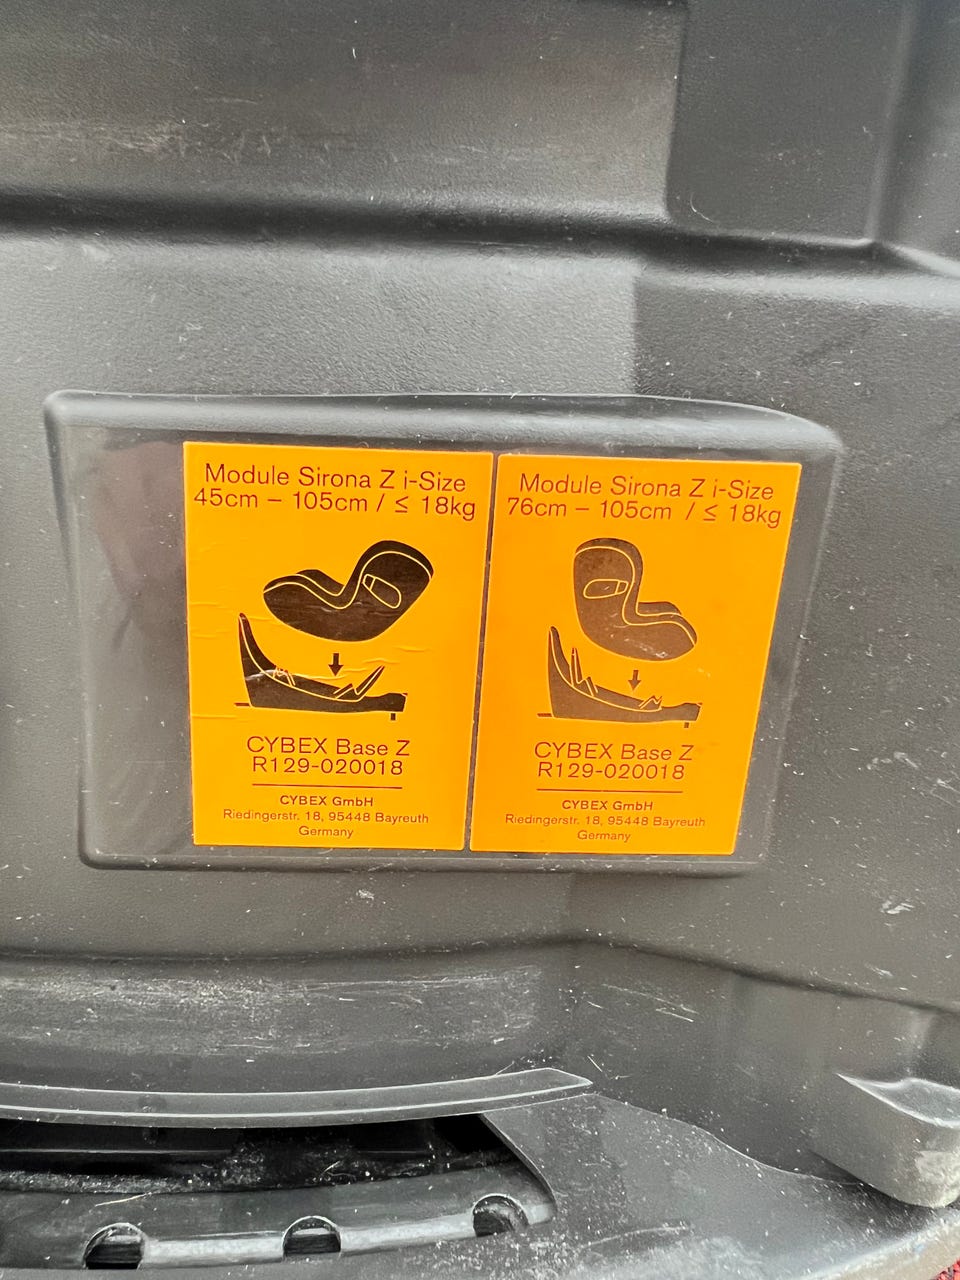 Module Sirona Z i-Size
45cm – 105cm / ≤ 18kg
CYBEX Base Z
R129-020018
CYBEX GmbH
Riedingerstr. 18, 95448 Bayreuth
Germany
Module Sirona Z i-Size
76cm – 105cm / ≤ 18kg
CYBEX Base Z
R129-020018
CYBEX GmbH
Riedingerstr. 18, 95448 Bayreuth
Germany